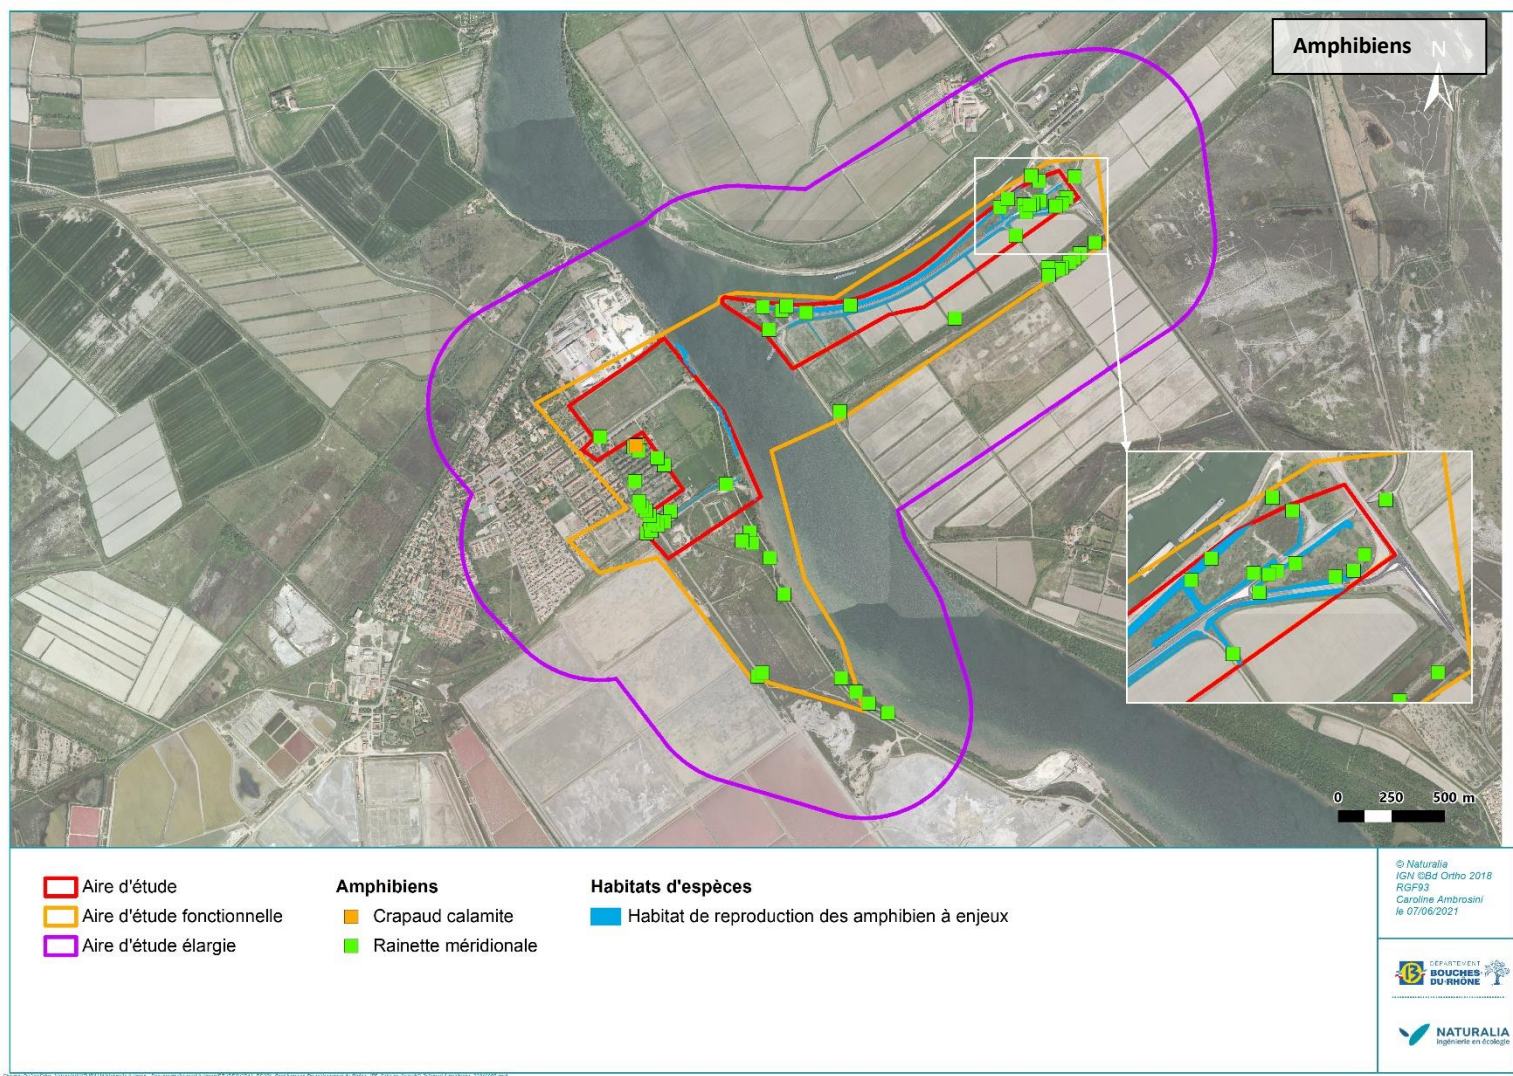 Amphibiens
N
0 250 500 m
Aire d'étude
Aire d'étude fonctionnelle
Aire d'étude élargie
Amphibiens
Crapaud calamite
Rainette méridionale
Habitats d'espèces
Habitat de reproduction des amphibien à enjeux
© Naturalia
IGN ©Bd Ortho 2018
RGF93
Caroline Ambrosini
le 07/06/2021
DÉPARTEMENT
BOUCHES-
DU-RHÔNE
NATURALIA
Ingénierie en écologie